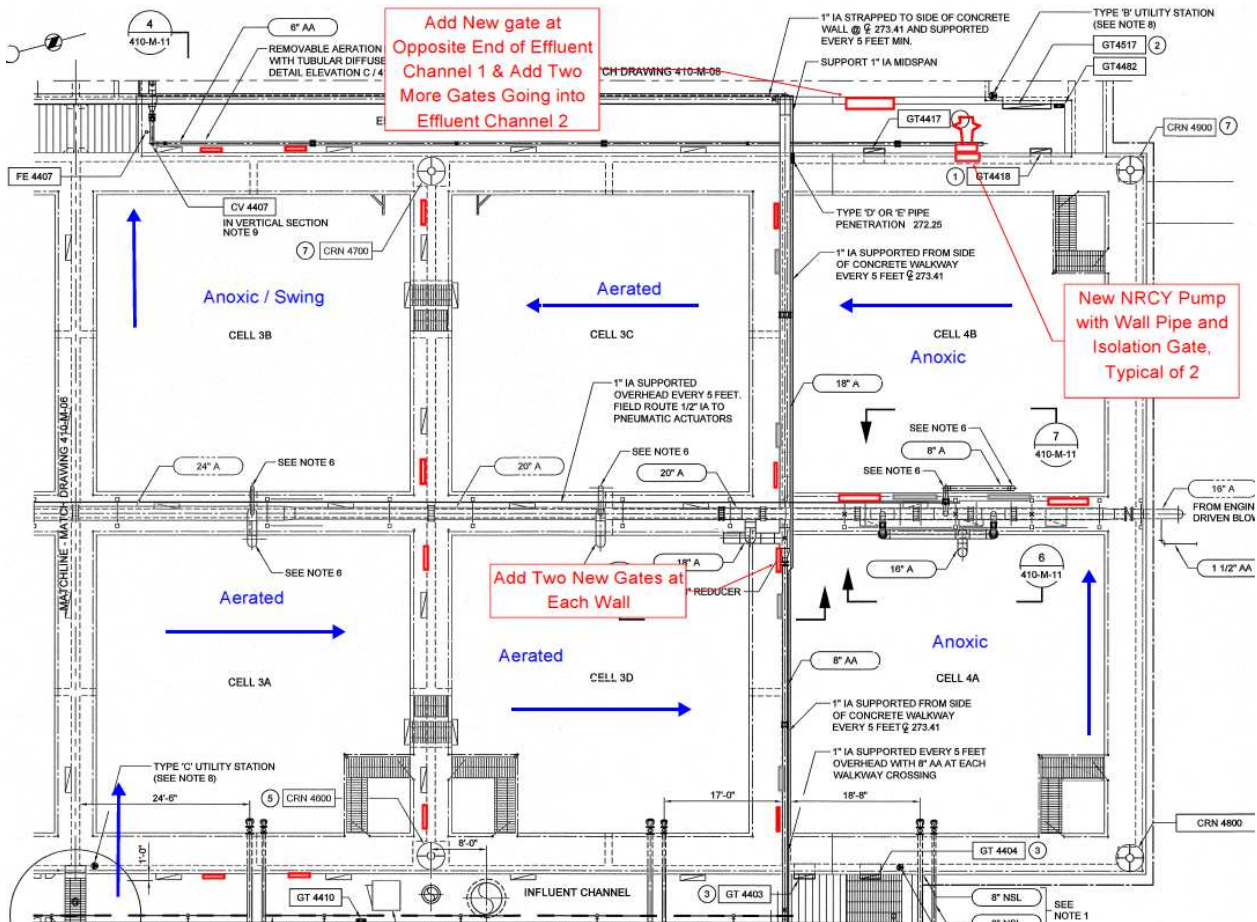 4
410-M-11
6" AA
REMOVABLE AERATION
WITH TUBULAR DIFFUSE
DETAIL ELEVATION C / 4
Add New gate at
Opposite End of Effluent
Channel 1 & Add Two
More Gates Going into
Effluent Channel 2
TCH DRAWING 410-M-08
1" IA STRAPPED TO SIDE OF CONCRETE
WALL @ ℄ 273.41 AND SUPPORTED
EVERY 5 FEET MIN.
SUPPORT 1" IA MIDSPAN
TYPE 'B' UTILITY STATION
(SEE NOTE 8)
GT4517 2
GT4482
GT4417
CRN 4900 7
1 GT4418
FE 4407
CV 4407
IN VERTICAL SECTION
NOTE 9
7 CRN 4700
TYPE 'D' OR 'E' PIPE
PENETRATION 272.25
1" IA SUPPORTED FROM SIDE
OF CONCRETE WALKWAY
EVERY 5 FEET ℄ 273.41
Anoxic / Swing
CELL 3B
Aerated
CELL 3C
CELL 4B
Anoxic
New NRCY Pump
with Wall Pipe and
Isolation Gate,
Typical of 2
1" IA SUPPORTED
OVERHEAD EVERY 5 FEET.
FIELD ROUTE 1/2" IA TO
PNEUMATIC ACTUATORS
18" A
MATCHLINE - MATCH DRAWING 410-M-06
24" A
SEE NOTE 6
20" A
SEE NOTE 6
20" A
SEE NOTE 6
8" A
SEE NOTE 6
7
410-M-11
16" A
FROM ENGIN
DRIVEN BLOW
SEE NOTE 6
18" A
16" A
6
410-M-11
1 1/2" AA
Add Two New Gates at
Each Wall
" REDUCER
Aerated
CELL 3A
Aerated
CELL 3D
Anoxic
CELL 4A
8" AA
1" IA SUPPORTED FROM SIDE
OF CONCRETE WALKWAY
EVERY 5 FEET ℄ 273.41
1" IA SUPPORTED EVERY 5 FEET
OVERHEAD WITH 8" AA AT EACH
WALKWAY CROSSING
TYPE 'C' UTILITY STATION
(SEE NOTE 8)
24'-6"
5 CRN 4600
17'-0"
18'-8"
CRN 4800
1'-0"
8'-0"
GT 4404 3
GT 4410
INFLUENT CHANNEL
3 GT 4403
8" NSL
SEE
NOTE 1